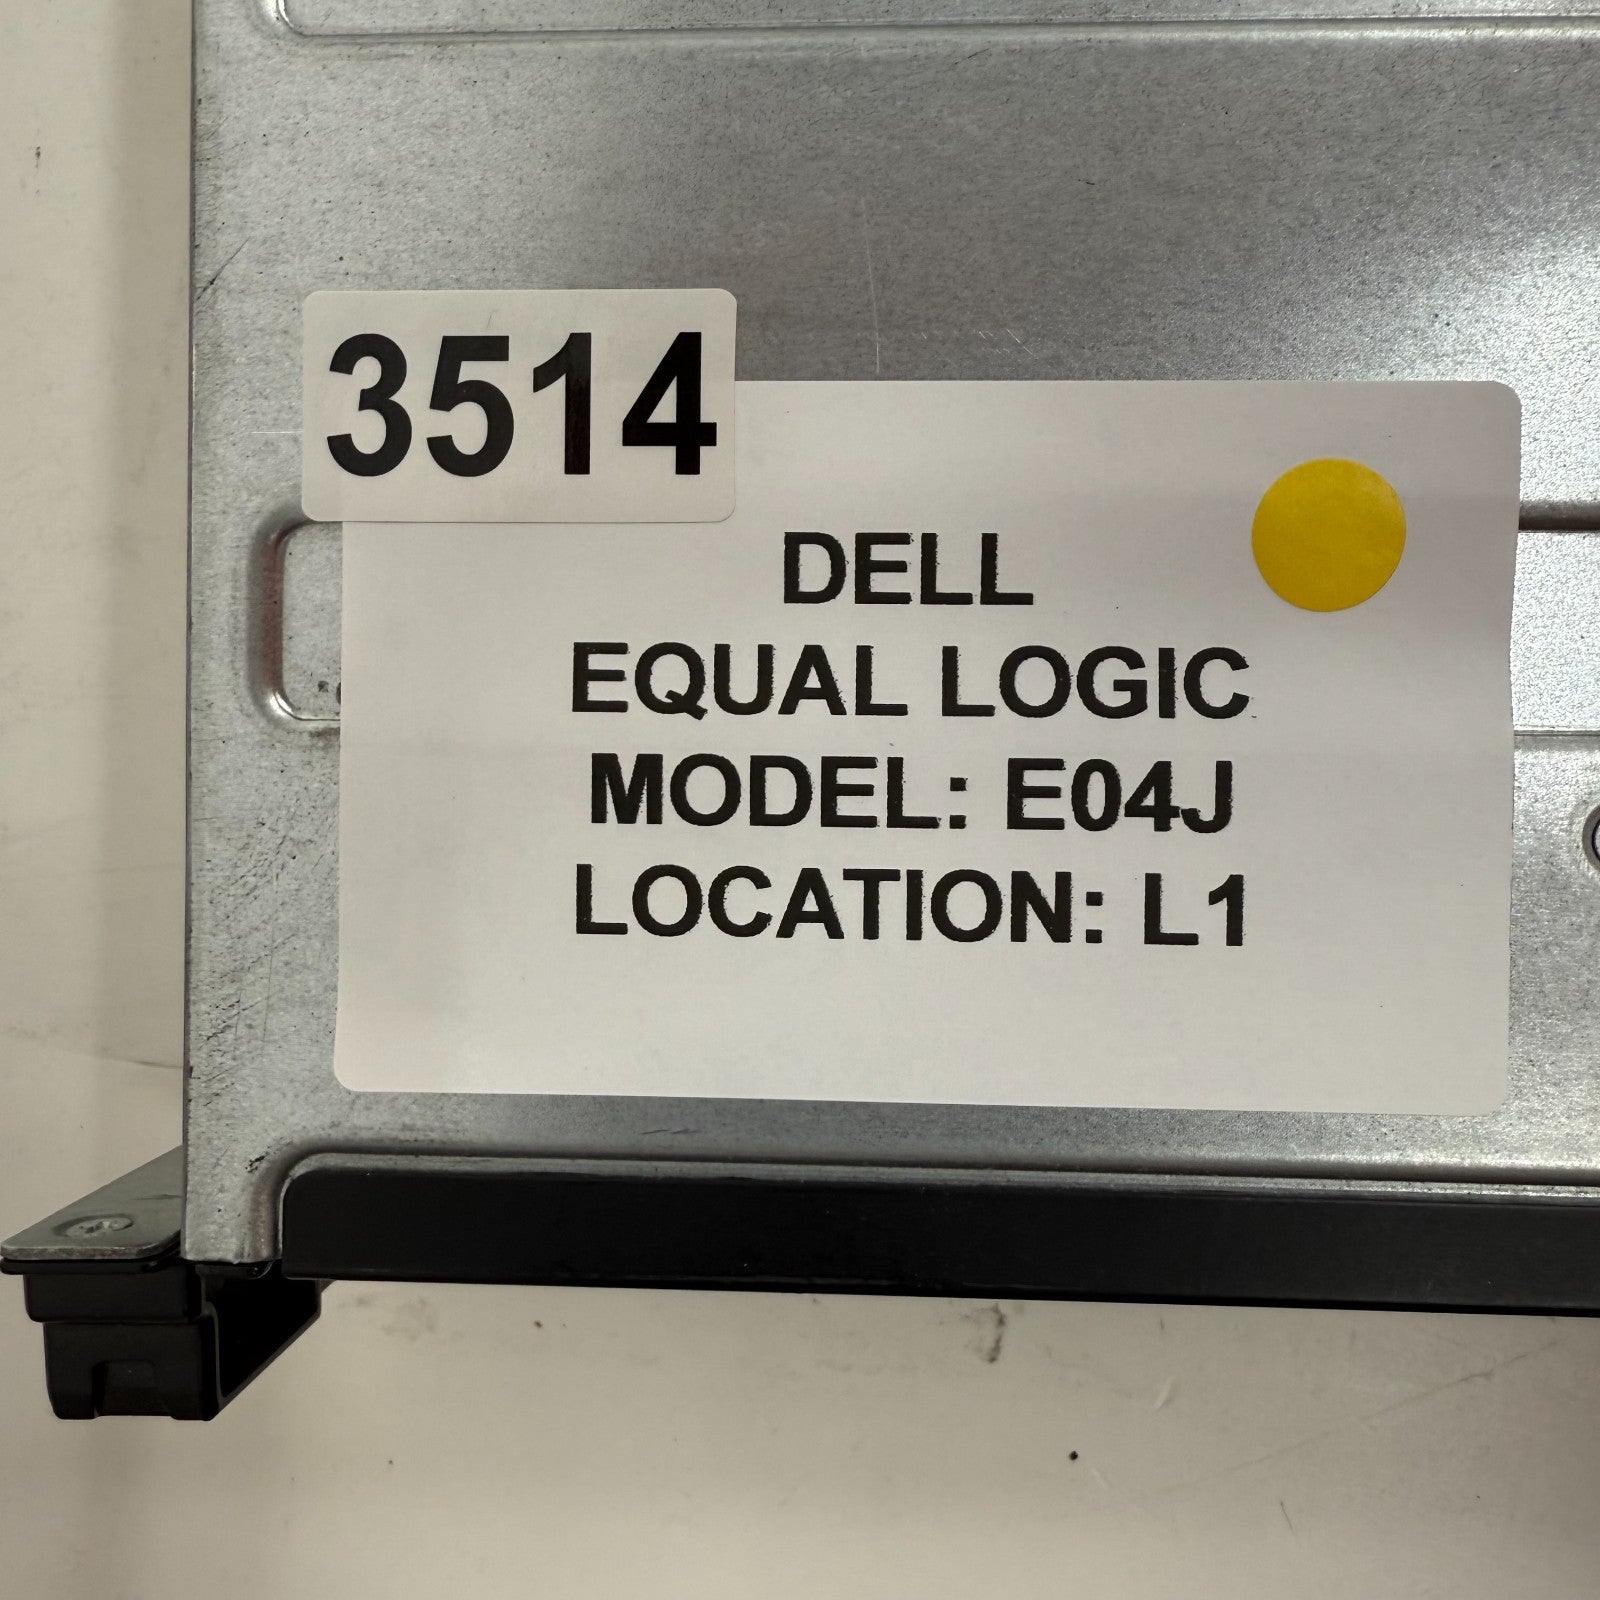 3514
DELL
EQUAL LOGIC
MODEL: E04J
LOCATION: L1